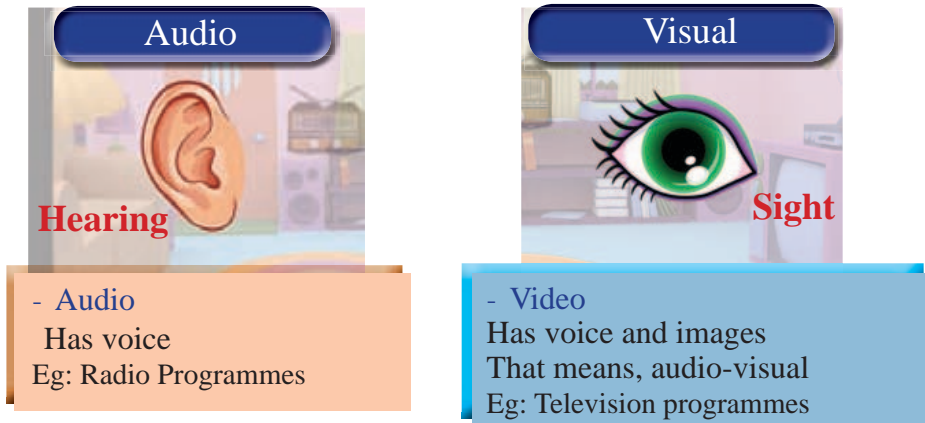 Audio
Hearing
- Audio
Has voice
Eg: Radio Programmes
Visual
Sight
- Video
Has voice and images
That means, audio-visual
Eg: Television programmes